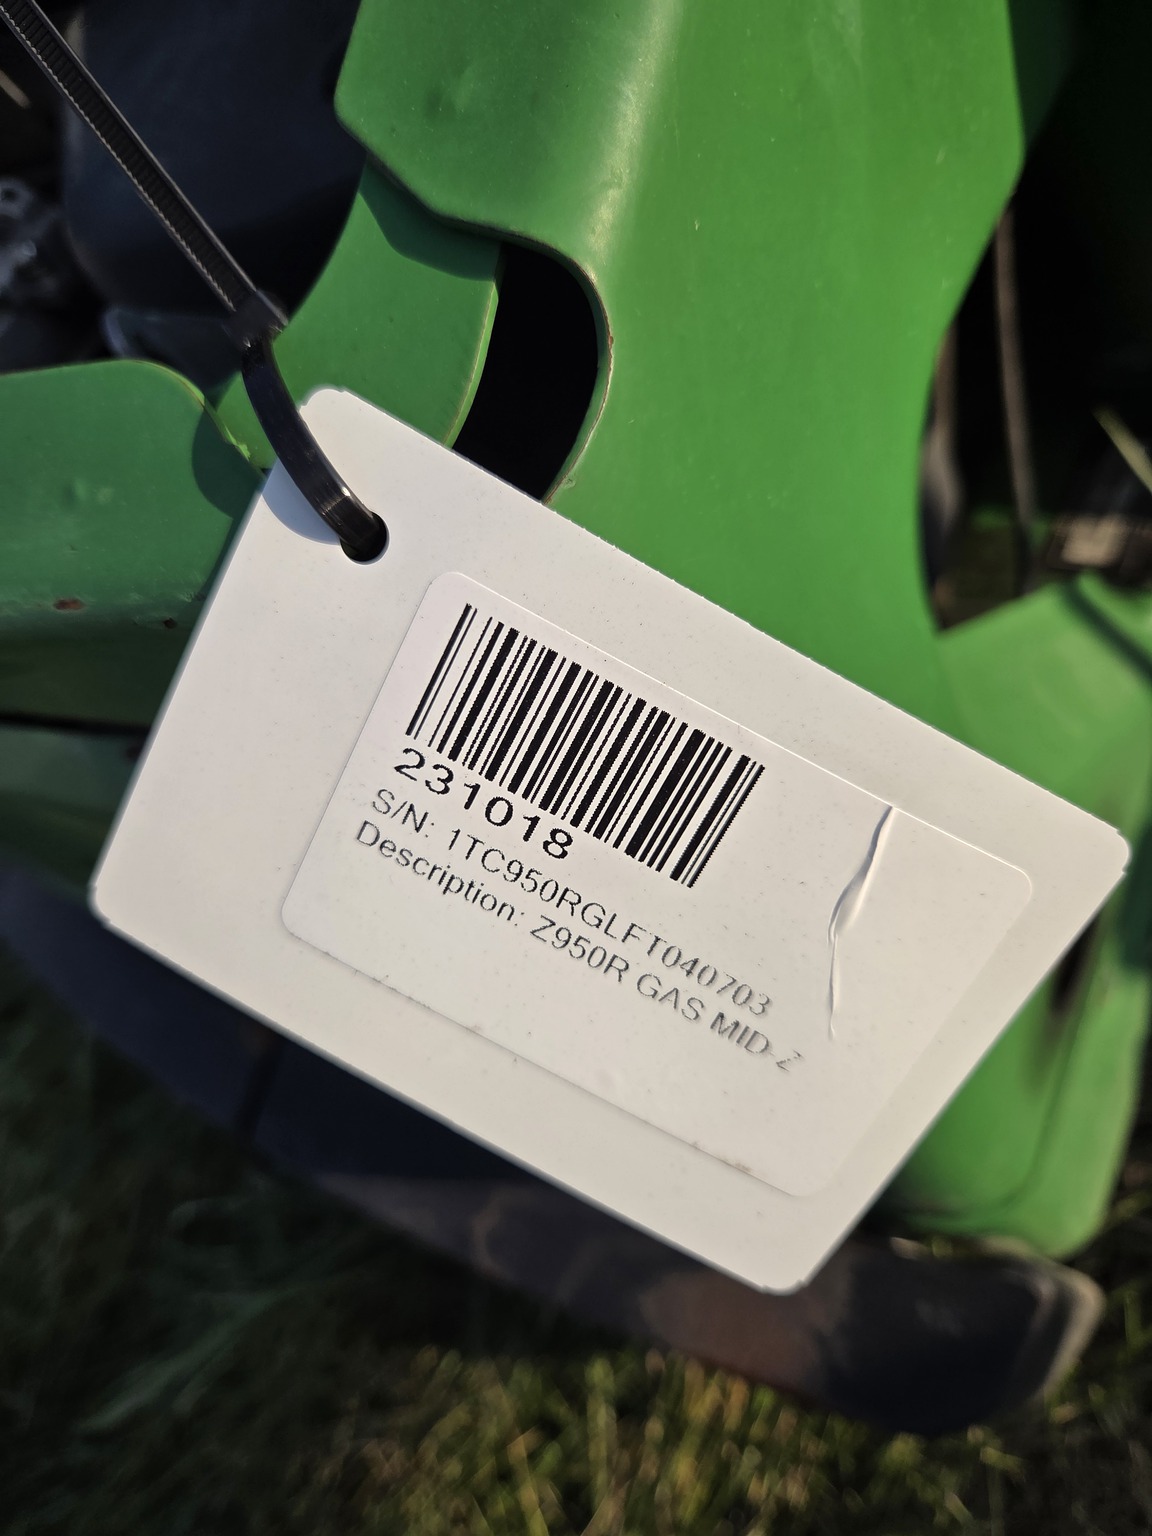 231018
S/N: 1TC950RGLFT040703
Description: Z950R GAS MID-Z